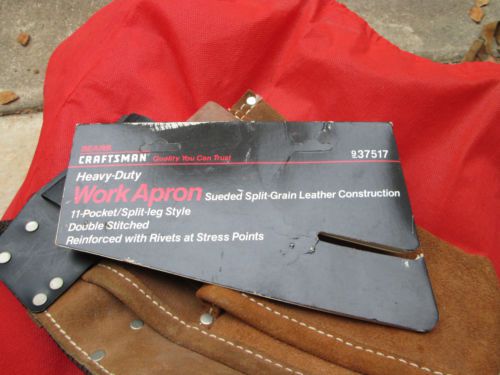 SEARS
CRAFTSMAN Quality You Can Trust 9 37517
Heavy-Duty
Work Apron Sueded Split-Grain Leather Construction
11-Pocket/Split-leg Style
Double Stitched
Reinforced with Rivets at Stress Points